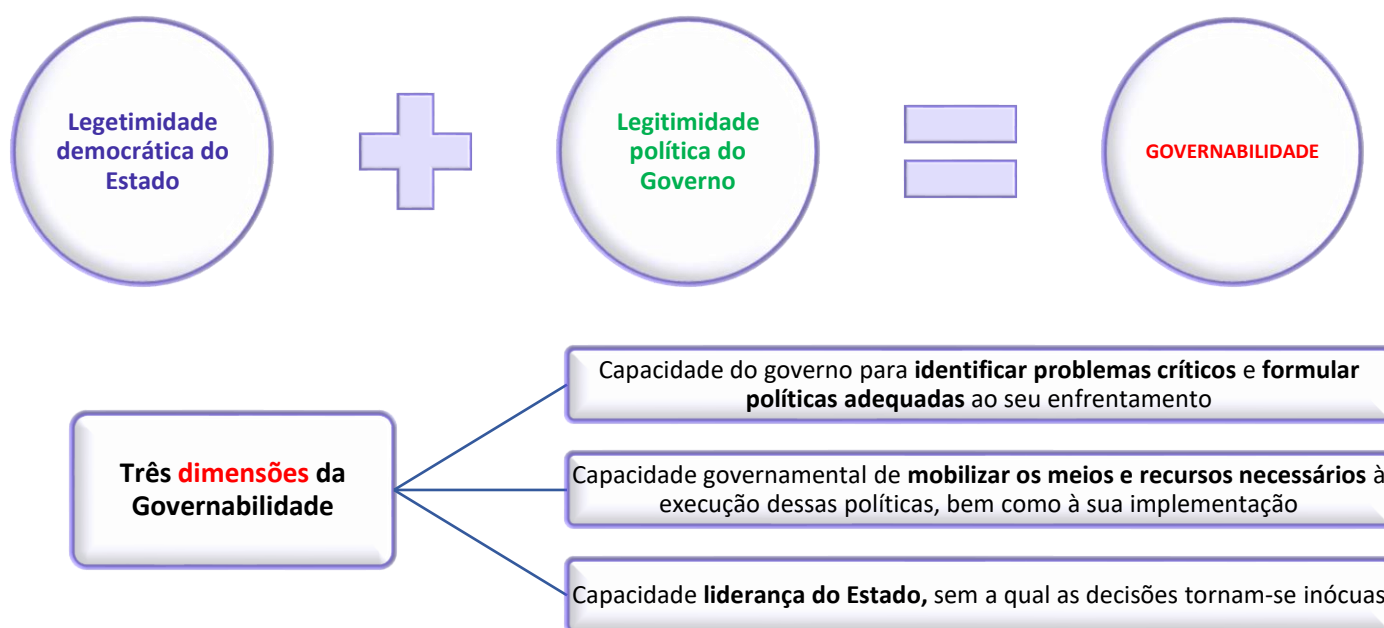 Legetimidade
democrática do
Estado
Legitimidade
política do
Governo
GOVERNABILIDADE
Três dimensões da
Governabilidade
Capacidade do governo para identificar problemas críticos e formular
políticas adequadas ao seu enfrentamento
Capacidade governamental de mobilizar os meios e recursos necessários à
execução dessas políticas, bem como à sua implementação
Capacidade liderança do Estado, sem a qual as decisões tornam-se inócuas